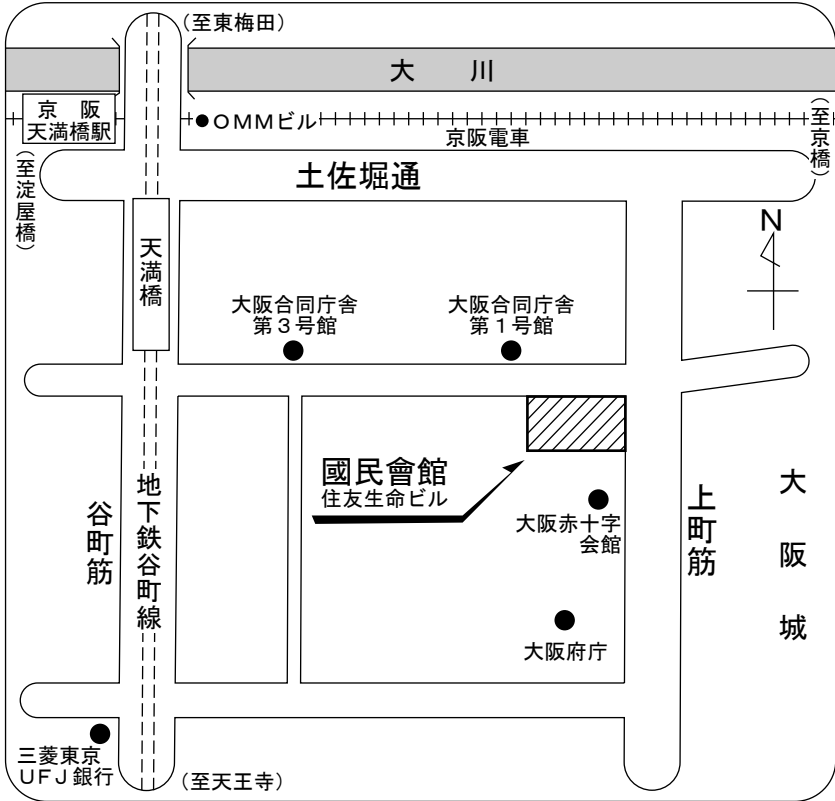 （至東梅田）
大川
京阪
天満橋駅
OMMビル
京阪電車
（至京橋）
（至淀屋橋）
土佐堀通
N
天満橋
大阪合同庁舎
第３号館
大阪合同庁舎
第１号館
國民會館
住友生命ビル
大阪赤十字
会館
大阪府庁
谷町筋
地下鉄谷町線
上町筋
大阪城
三菱東京
ＵＦＪ銀行
（至天王寺）